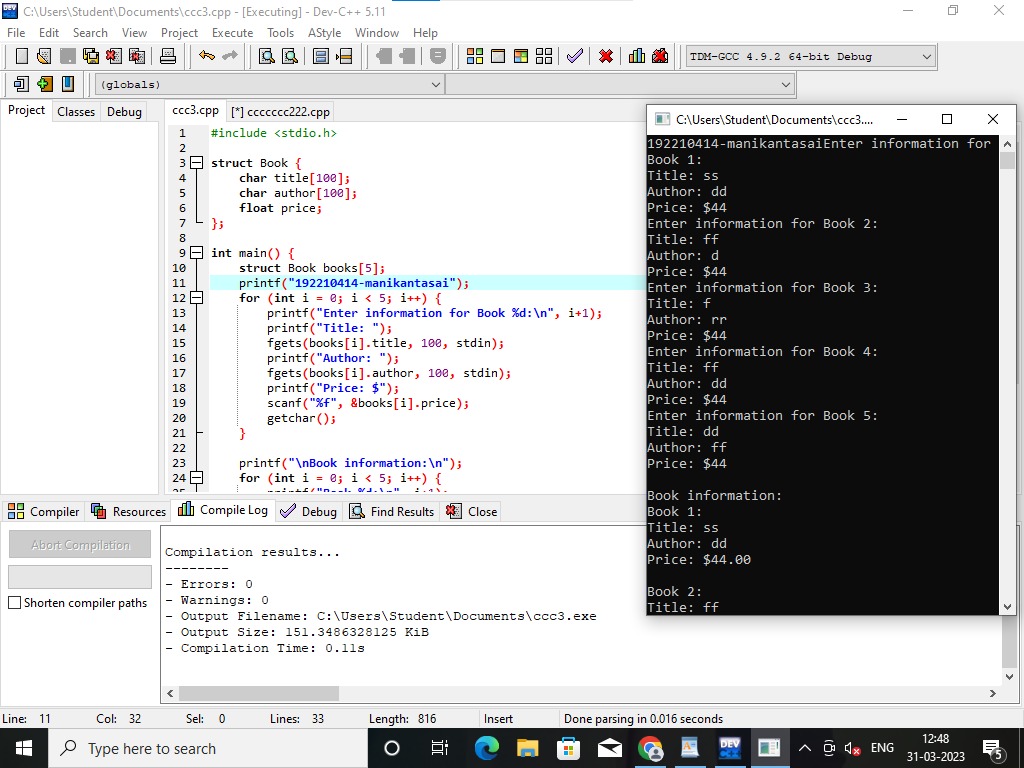 C:\Users\Student\Documents\ccc3.cpp - [Executing] - Dev-C++ 5.11
File Edit Search View Project Execute Tools AStyle Window Help
TDM-GCC 4.9.2 64-bit Debug
(globals)
Project Classes Debug
ccc3.cpp [*] ccccccc222.cpp
1 #include <stdio.h>
2
3 struct Book {
4 char title[100];
5 char author[100];
6 float price;
7 };
8
9 int main() {
10 struct Book books[5];
11 printf("192210414-manikantasai");
12 for (int i = 0; i < 5; i++) {
13 printf("Enter information for Book %d:\n", i+1);
14 printf("Title: ");
15 fgets(books[i].title, 100, stdin);
16 printf("Author: ");
17 fgets(books[i].author, 100, stdin);
18 printf("Price: $");
19 scanf("%f", &books[i].price);
20 getchar();
21 }
22
23 printf("\nBook information:\n");
24 for (int i = 0; i < 5; i++) {
C:\Users\Student\Documents\ccc3....
192210414-manikantasaiEnter information for
Book 1:
Title: ss
Author: dd
Price: $44
Enter information for Book 2:
Title: ff
Author: d
Price: $44
Enter information for Book 3:
Title: f
Author: rr
Price: $44
Enter information for Book 4:
Title: ff
Author: dd
Price: $44
Enter information for Book 5:
Title: dd
Author: ff
Price: $44
Book information:
Book 1:
Title: ss
Author: dd
Price: $44.00
Book 2:
Title: ff
Compiler Resources Compile Log Debug Find Results Close
Abort Compilation
Shorten compiler paths
Compilation results...
--------
- Errors: 0
- Warnings: 0
- Output Filename: C:\Users\Student\Documents\ccc3.exe
- Output Size: 151.3486328125 KiB
- Compilation Time: 0.11s
Line: 11 Col: 32 Sel: 0 Lines: 33 Length: 816 Insert Done parsing in 0.016 seconds
Type here to search
DEV
ENG
12:48
31-03-2023
5